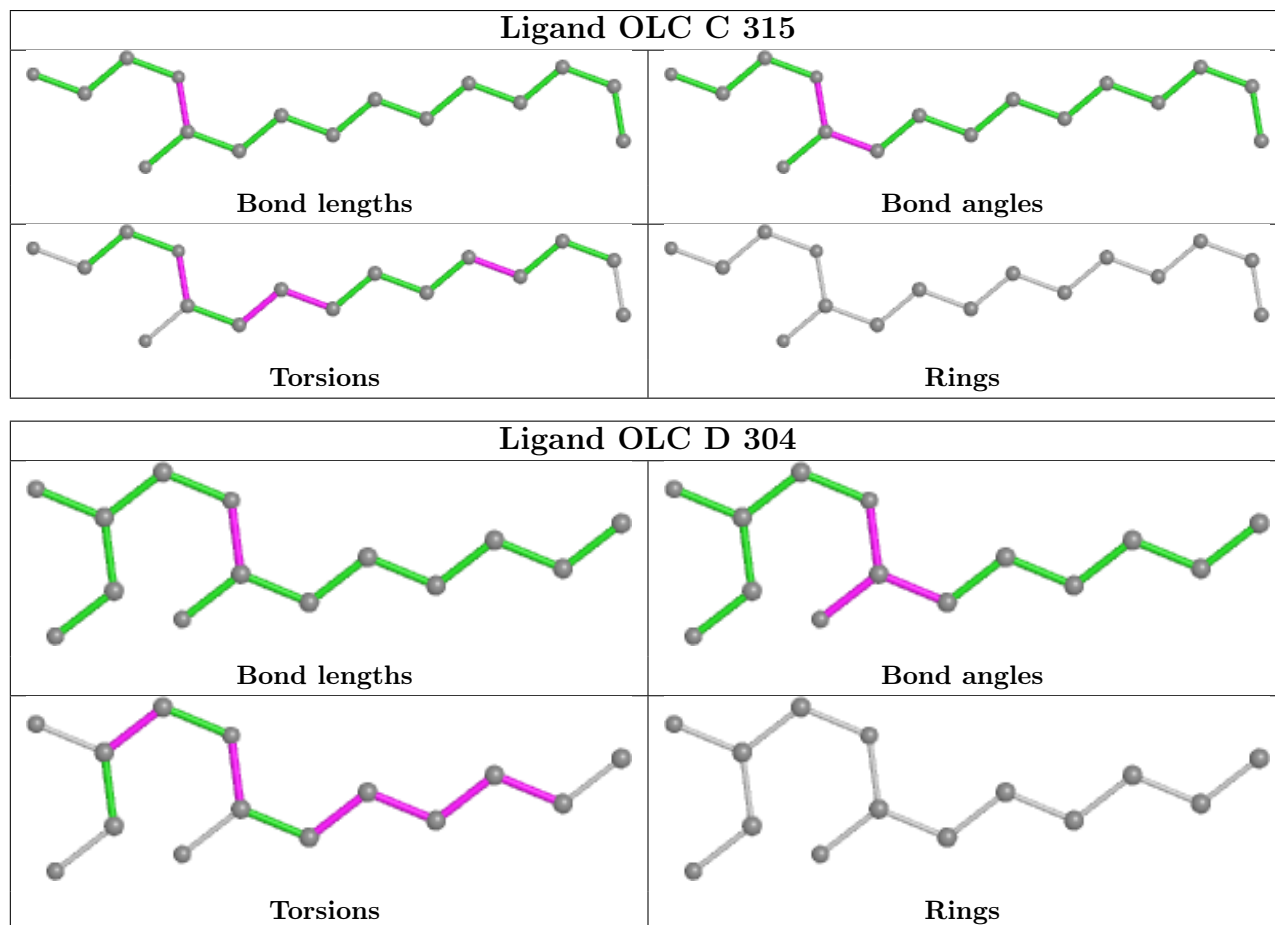 Ligand OLC C 315
Bond lengths
Bond angles
Torsions
Rings
Ligand OLC D 304
Bond lengths
Bond angles
Torsions
Rings